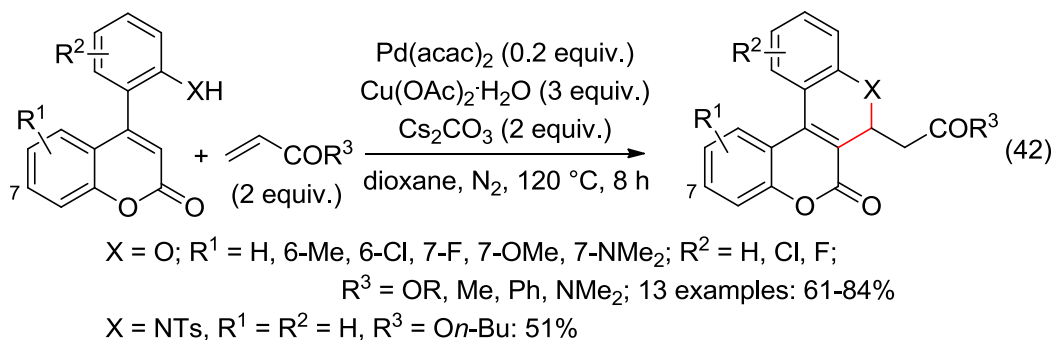 R² XH R¹ 7 O O
+ COR³
(2 equiv.)
Pd(acac)₂ (0.2 equiv.)
Cu(OAc)₂·H₂O (3 equiv.)
Cs₂CO₃ (2 equiv.)
dioxane, N₂, 120 °C, 8 h
R² X R¹ COR³ 7 O O
(42)
X = O; R¹ = H, 6-Me, 6-Cl, 7-F, 7-OMe, 7-NMe₂; R² = H, Cl, F;
R³ = OR, Me, Ph, NMe₂; 13 examples: 61-84%
X = NTs, R¹ = R² = H, R³ = On-Bu: 51%